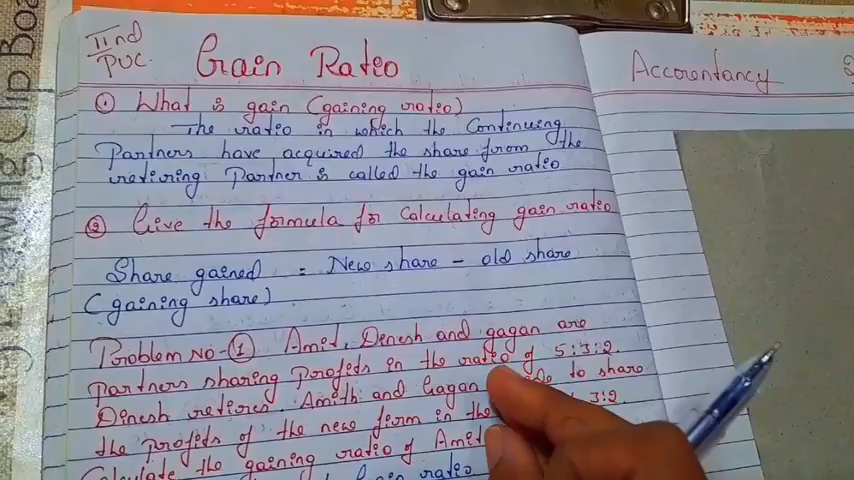 IInd
PUC.
Gain Ratio
Accountancy
① What is gain (gaining ratio)
The ratio in which the Continuing
Partners have acquired the share from the
retiring Partner is called the gain ratio
② Give the formula for Calculating gain ratio
Share gained = New share - old share
(gaining share)
Problem No-① Amit, Dinesh and gagan are
Partners sharing profits in the ratio of 5:3:2.
Dinesh retires. Amith and Gagan to share
the profits of the new firm in the 3:2
Calculate the gaining ratio of Amit
Gain ratio